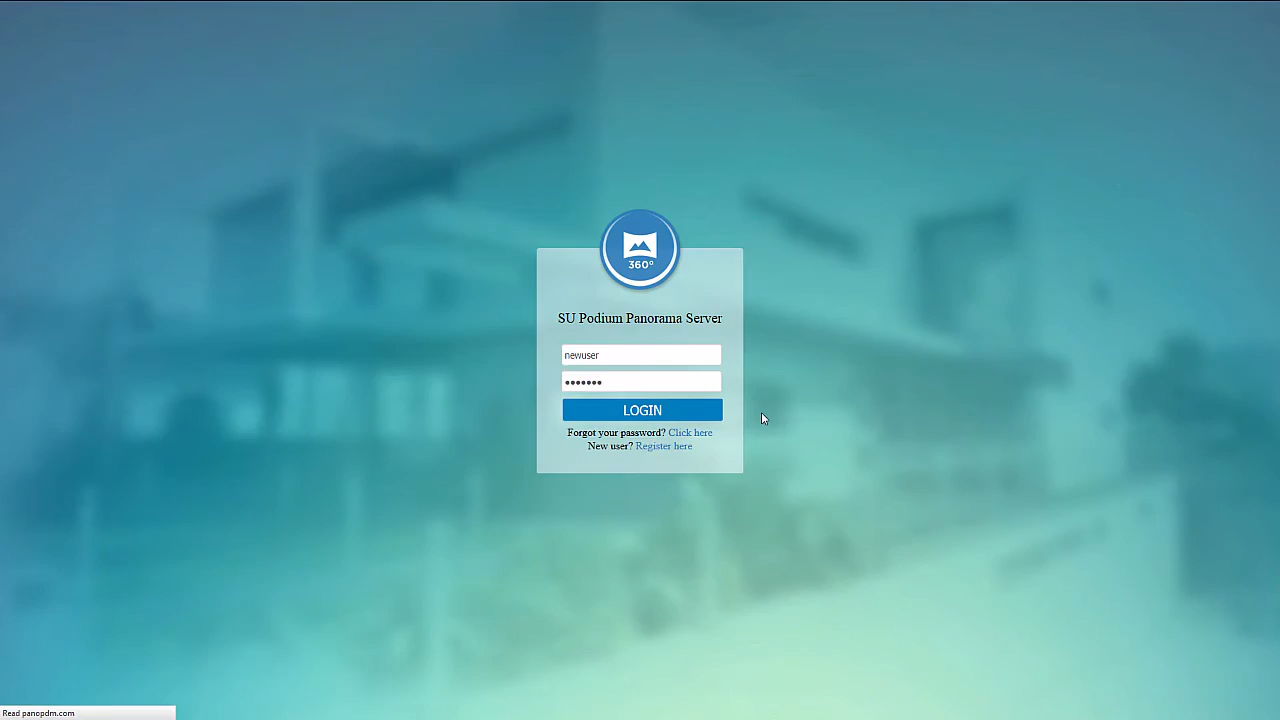 360°
SU Podium Panorama Server
newuser
•••••••
LOGIN
Forgot your password? Click here
New user? Register here
Read panopdm.com